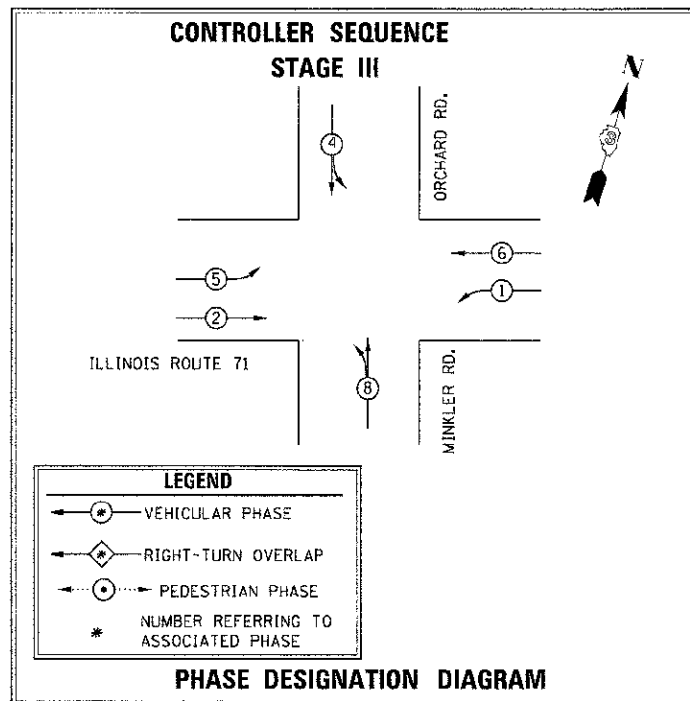 CONTROLLER SEQUENCE
STAGE III
N
ORCHARD RD.
4
6
5
1
2
ILLINOIS ROUTE 71
8
MINKLER RD.
LEGEND
* VEHICULAR PHASE
* RIGHT-TURN OVERLAP
PEDESTRIAN PHASE
* NUMBER REFERRING TO
ASSOCIATED PHASE
PHASE DESIGNATION DIAGRAM